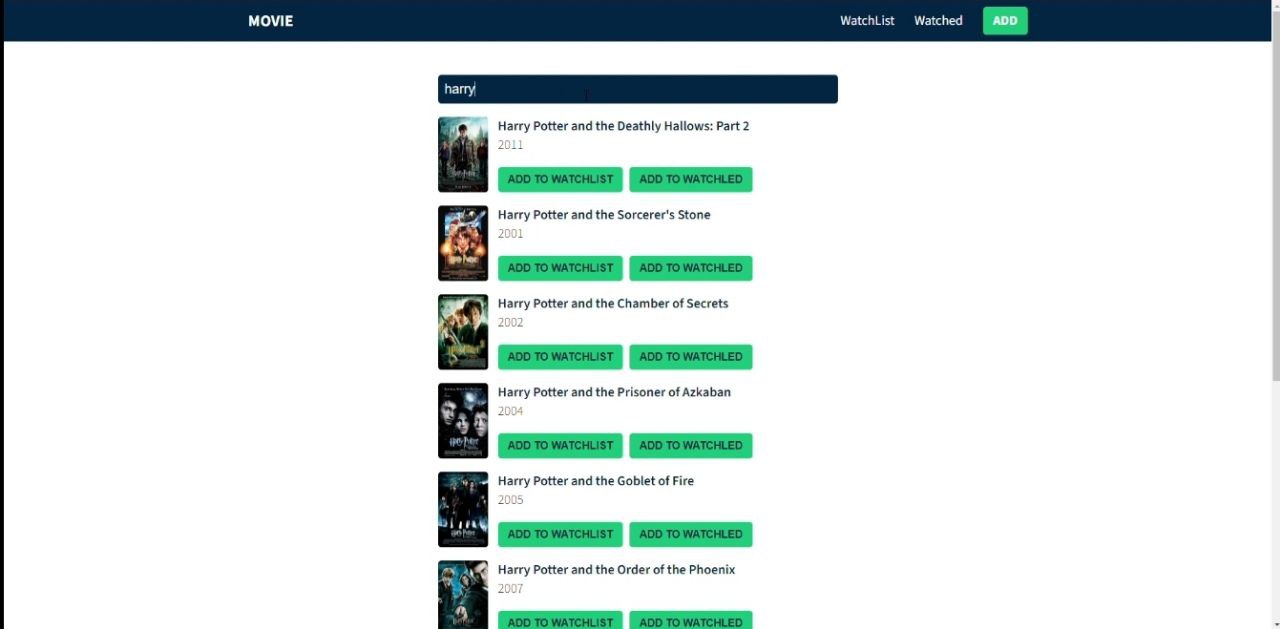 MOVIE
WatchList Watched ADD
harry
Harry Potter and the Deathly Hallows: Part 2
2011
ADD TO WATCHLIST ADD TO WATCHLED
Harry Potter and the Sorcerer's Stone
2001
ADD TO WATCHLIST ADD TO WATCHLED
Harry Potter and the Chamber of Secrets
2002
ADD TO WATCHLIST ADD TO WATCHLED
Harry Potter and the Prisoner of Azkaban
2004
ADD TO WATCHLIST ADD TO WATCHLED
Harry Potter and the Goblet of Fire
2005
ADD TO WATCHLIST ADD TO WATCHLED
Harry Potter and the Order of the Phoenix
2007
ADD TO WATCHLIST ADD TO WATCHLED